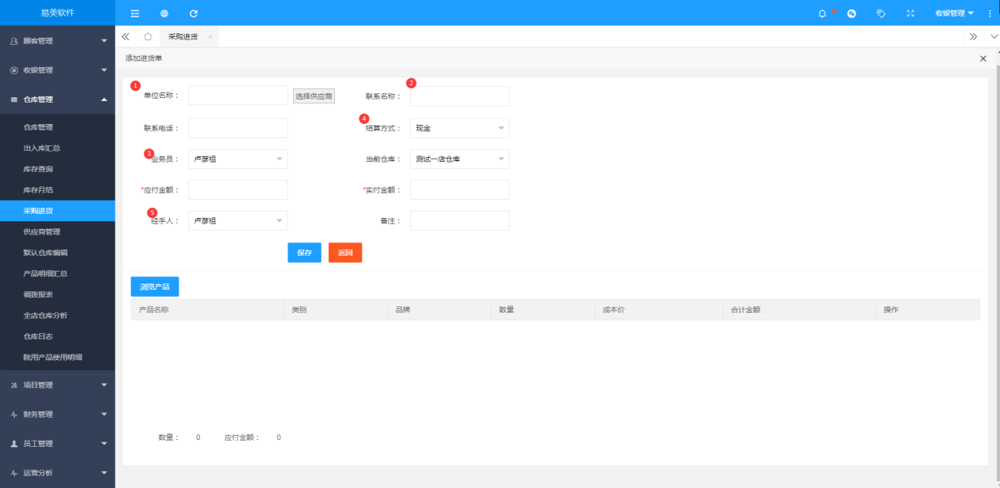 易美软件
收银管理
顾客管理
收银管理
仓库管理
仓库管理
出入库汇总
库存查询
库存月结
采购进货
供应商管理
默认仓库编辑
产品明细汇总
调拨报表
全店仓库分析
仓库日志
院用产品使用明细
项目管理
财务管理
员工管理
运营分析
采购进货 ×
添加进货单 ×
1 单位名称： 选择供应商 2 联系名称：
联系电话： 4 结算方式： 现金
3 业务员： 卢彦组 当前仓库： 测试一店仓库
*应付金额： *实付金额：
5 经手人： 卢彦组 备注：
保存 返回
浏览产品
产品名称 类别 品牌 数量 成本价 合计金额 操作
数量： 0 应付金额： 0